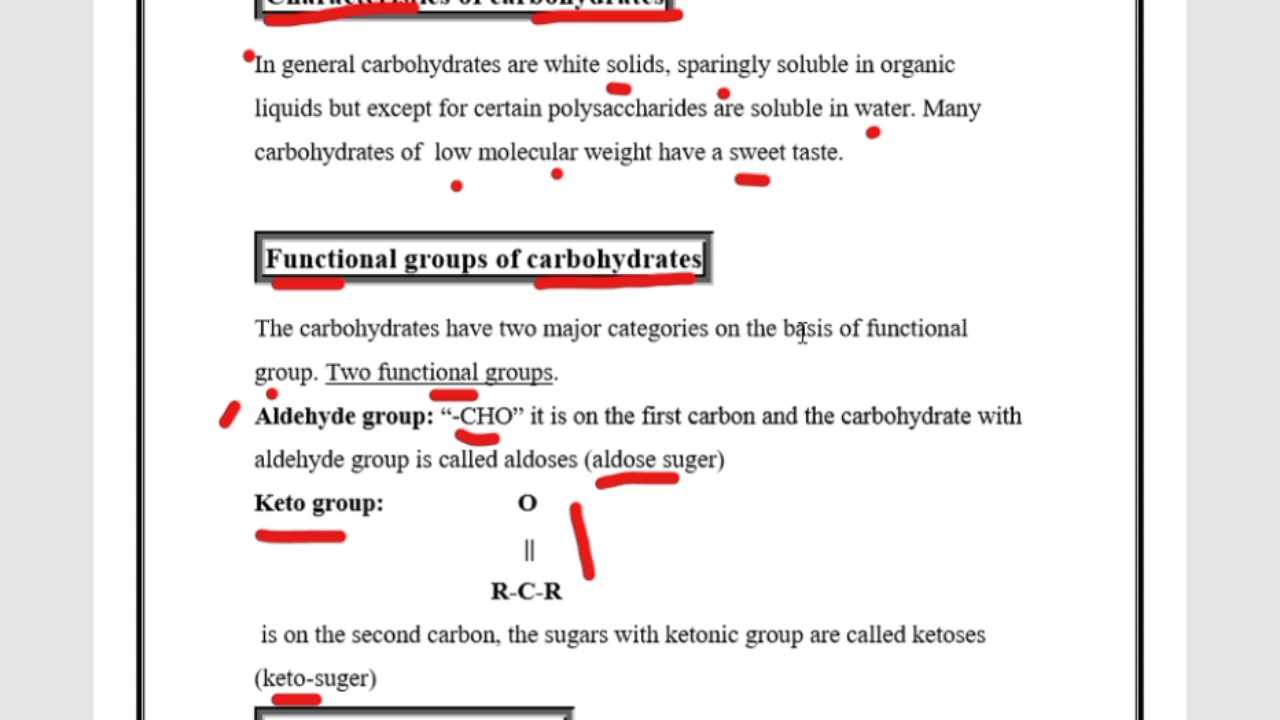 Characteristics of carbohydrates
In general carbohydrates are white solids, sparingly soluble in organic
liquids but except for certain polysaccharides are soluble in water. Many
carbohydrates of low molecular weight have a sweet taste.
Functional groups of carbohydrates
The carbohydrates have two major categories on the basis of functional
group. Two functional groups.
Aldehyde group: “-CHO” it is on the first carbon and the carbohydrate with
aldehyde group is called aldoses (aldose suger)
Keto group: O
||
R-C-R
is on the second carbon, the sugars with ketonic group are called ketoses
(keto-suger)